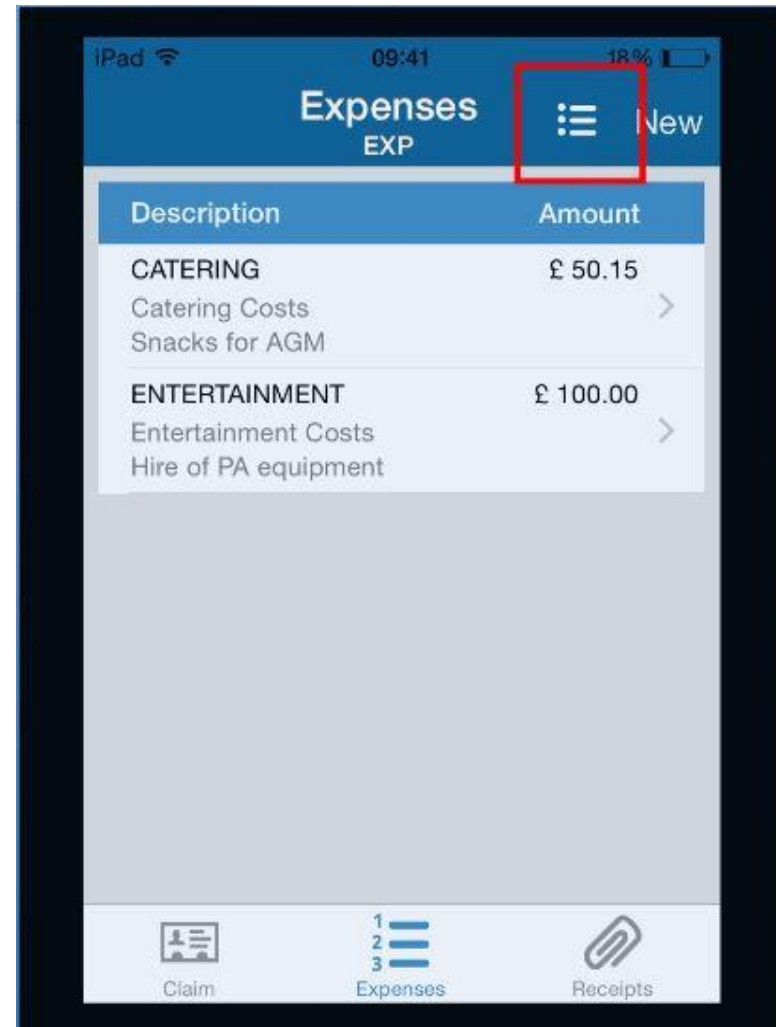 iPad 09:41 18%
Expenses New
EXP
Description Amount
CATERING £ 50.15
Catering Costs
Snacks for AGM
ENTERTAINMENT £ 100.00
Entertainment Costs
Hire of PA equipment
1
2
3
Claim Expenses Receipts